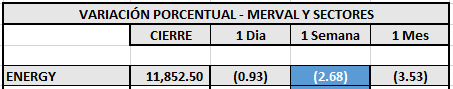 VARIACIÓN PORCENTUAL - MERVAL Y SECTORES
CIERRE 1 Dia 1 Semana 1 Mes
ENERGY 11,852.50 (0.93) (2.68) (3.53)